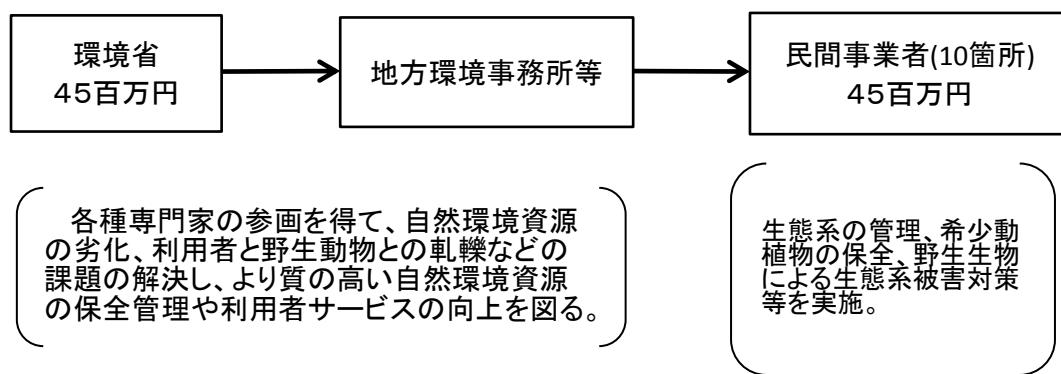 環境省
４５百万円
地方環境事務所等
民間事業者(10箇所)
４５百万円
各種専門家の参画を得て、自然環境資源
の劣化、利用者と野生動物との軋轢などの
課題の解決し、より質の高い自然環境資源
の保全管理や利用者サービスの向上を図る。
生態系の管理、希少動
植物の保全、野生生物
による生態系被害対策
等を実施。